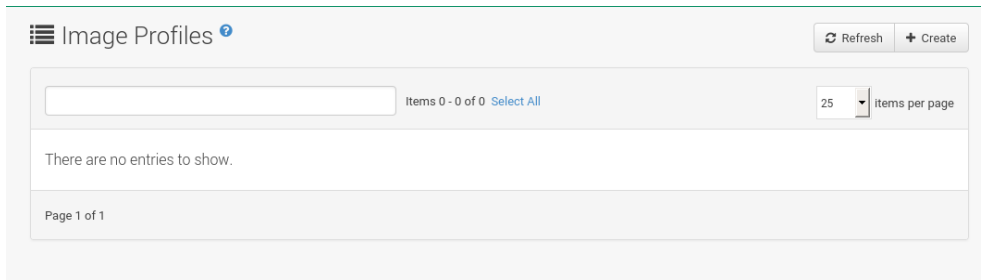 Image Profiles ?
Refresh + Create
Items 0 - 0 of 0 Select All
25 items per page
There are no entries to show.
Page 1 of 1